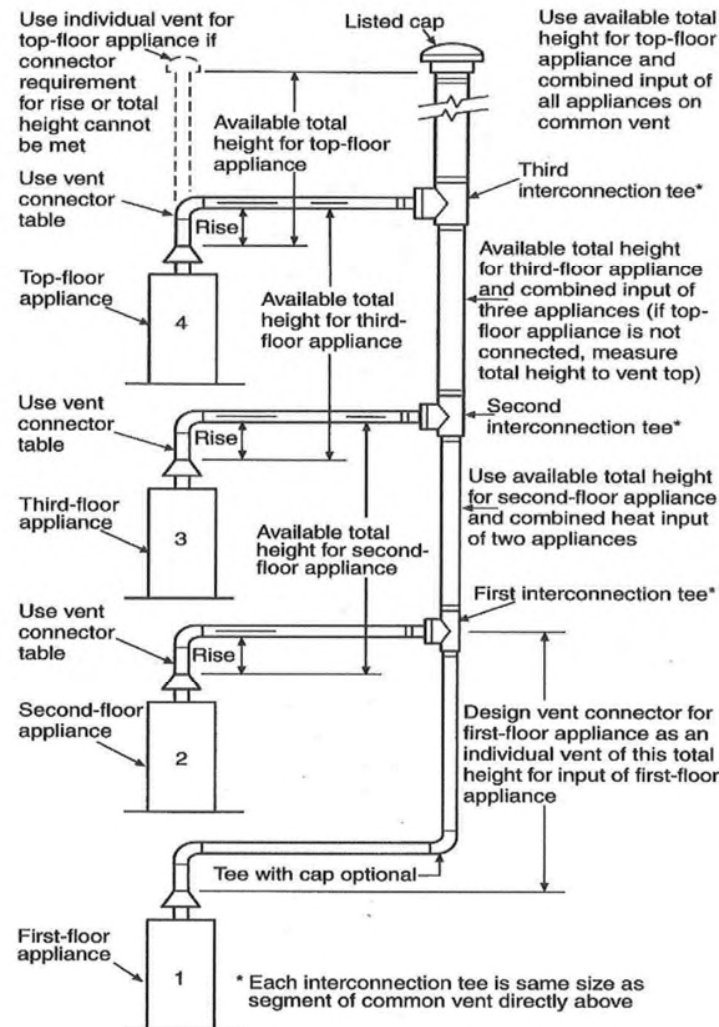 Use individual vent for
top-floor appliance if
connector
requirement
for rise or total
height cannot
be met
Listed cap
Use available total
height for top-floor
appliance and
combined input of
all appliances on
common vent
Available total
height for top-floor
appliance
Use vent
connector
table
Rise
Third
interconnection tee*
Top-floor
appliance
4
Available total
height for third-
floor appliance
Available total height
for third-floor appliance
and combined input of
three appliances (if top-
floor appliance is not
connected, measure
total height to vent top)
Use vent
connector
table
Rise
Second
interconnection tee*
Third-floor
appliance
3
Available total
height for second-
floor appliance
Use available total height
for second-floor appliance
and combined heat input
of two appliances
Use vent
connector
table
Rise
First interconnection tee*
Second-floor
appliance
2
Design vent connector for
first-floor appliance as an
individual vent of this total
height for input of first-floor
appliance
Tee with cap optional
First-floor
appliance
1
* Each interconnection tee is same size as
segment of common vent directly above